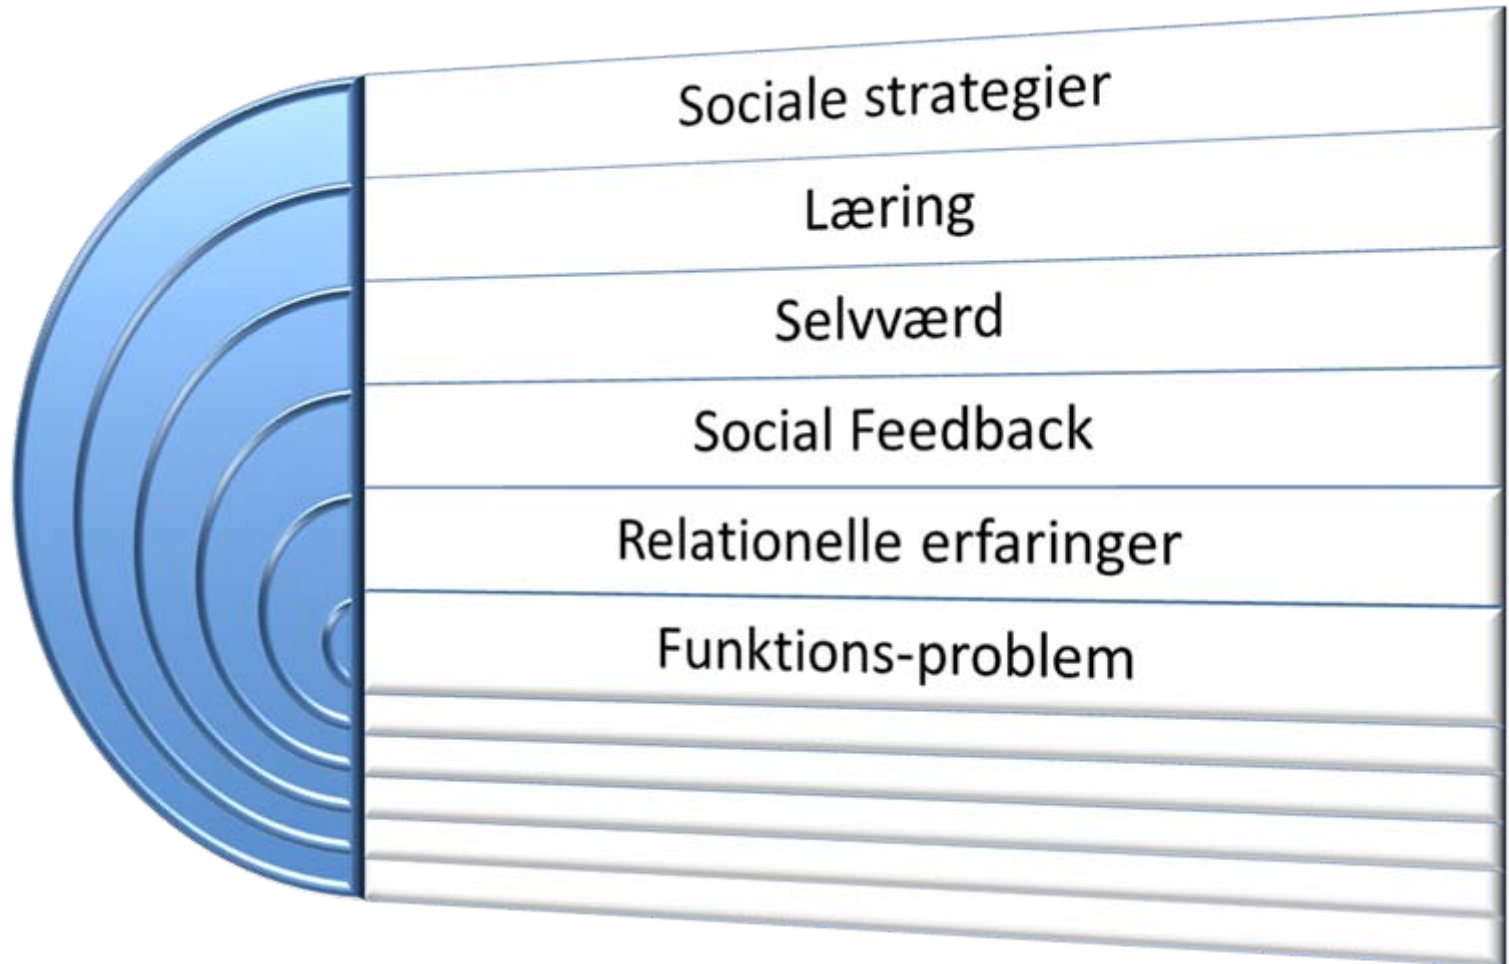 Sociale strategier
Læring
Selvværd
Social Feedback
Relationelle erfaringer
Funktions-problem